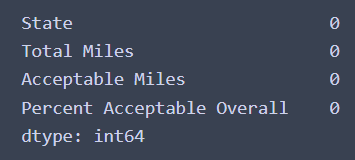 State 0
Total Miles 0
Acceptable Miles 0
Percent Acceptable Overall 0
dtype: int64